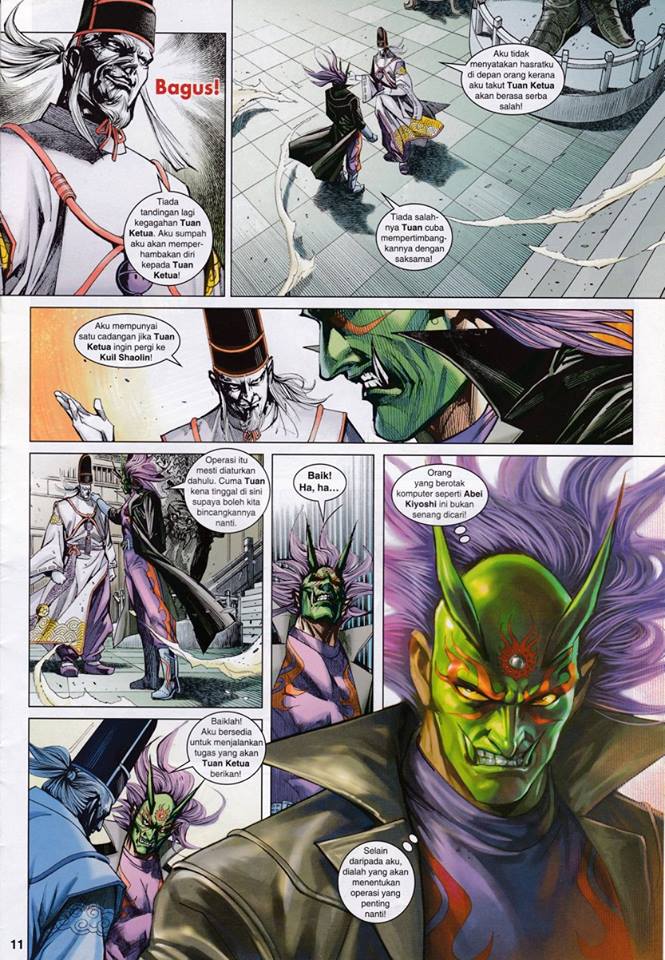 Bagus!
Tiada
tandingan lagi
kegagahan Tuan
Ketua. Aku sumpah
aku akan memper-
hambakan diri
kepada Tuan
Ketua!
Aku tidak
menyatakan hasratku
di depan orang kerana
aku takut Tuan Ketua
akan berasa serba
salah!
Tiada salah-
nya Tuan cuba
mempertimbang-
kannya dengan
saksama!
Aku mempunyai
satu cadangan jika Tuan
Ketua ingin pergi ke
Kuil Shaolin!
Operasi itu
mesti diaturkan
dahulu. Cuma Tuan
kena tinggal di sini
supaya boleh kita
bincangkannya
nanti.
Baik!
Ha, ha...
Orang
yang berotak
komputer seperti Abei
Kiyoshi ini bukan
senang dicari!
Baiklah!
Aku bersedia
untuk menjalankan
tugas yang akan
Tuan Ketua
berikan!
Selain
daripada aku,
dialah yang akan
menentukan
operasi yang
penting
nanti!
11